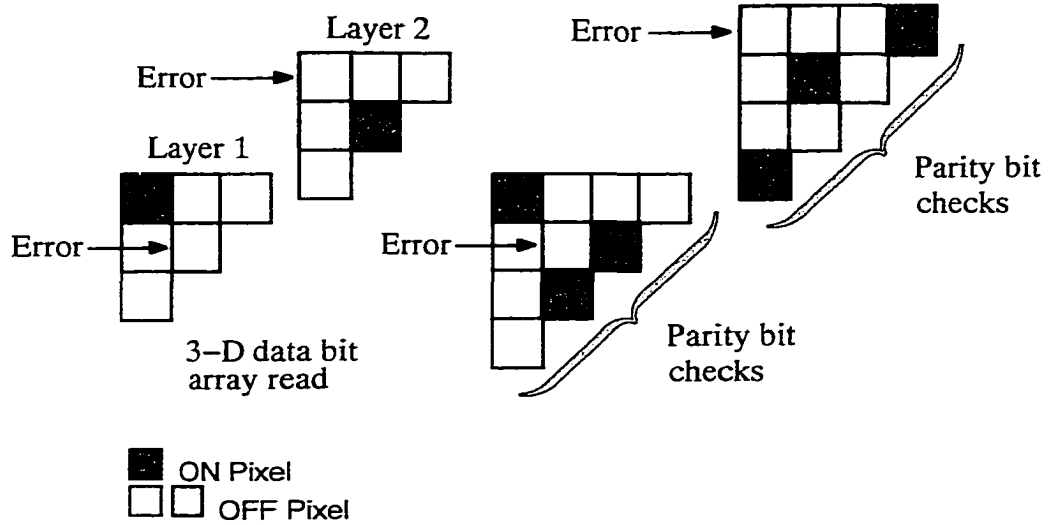 Layer 2
Error
Layer 1
Error
3–D data bit
array read
Error
Error
Parity bit
checks
Parity bit
checks
ON Pixel
OFF Pixel